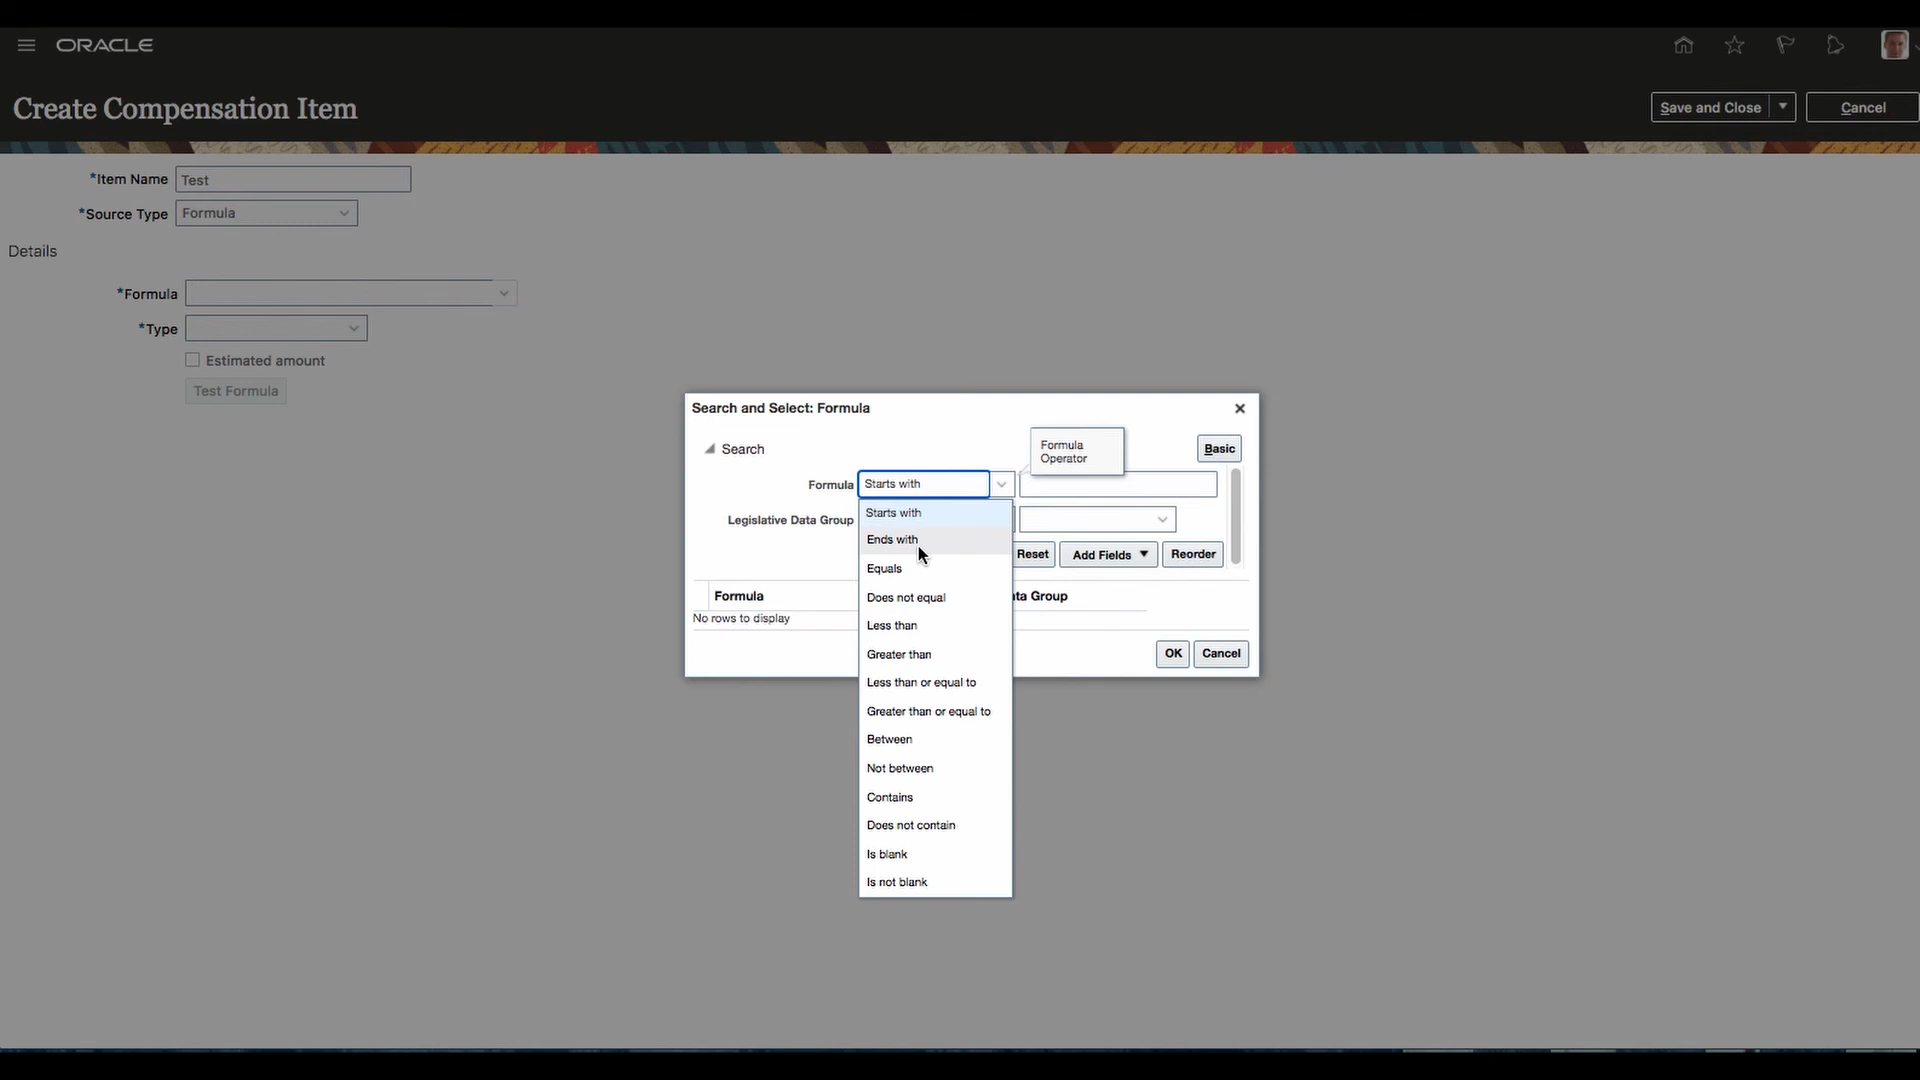 ORACLE
Create Compensation Item
Save and Close
Cancel
*Item Name Test
*Source Type Formula
Details
*Formula
*Type
Estimated amount
Test Formula
Search and Select: Formula
Search
Formula
Operator
Basic
Formula Starts with
Legislative Data Group
Starts with
Ends with
Equals
Does not equal
Less than
Greater than
Less than or equal to
Greater than or equal to
Between
Not between
Contains
Does not contain
Is blank
Is not blank
Reset
Add Fields
Reorder
Formula
ata Group
No rows to display
OK
Cancel